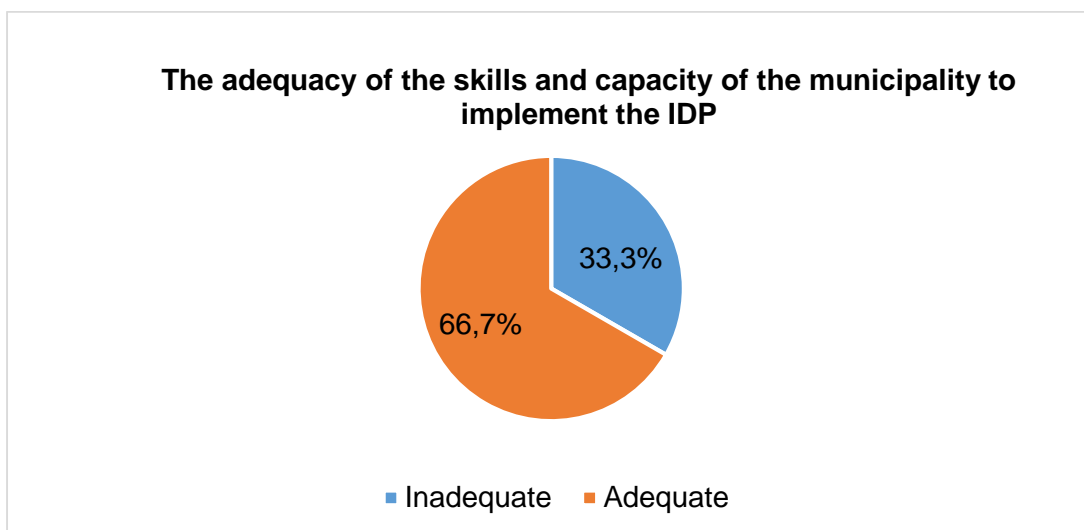 The adequacy of the skills and capacity of the municipality to
implement the IDP
33,3%
66,7%
Inadequate
Adequate